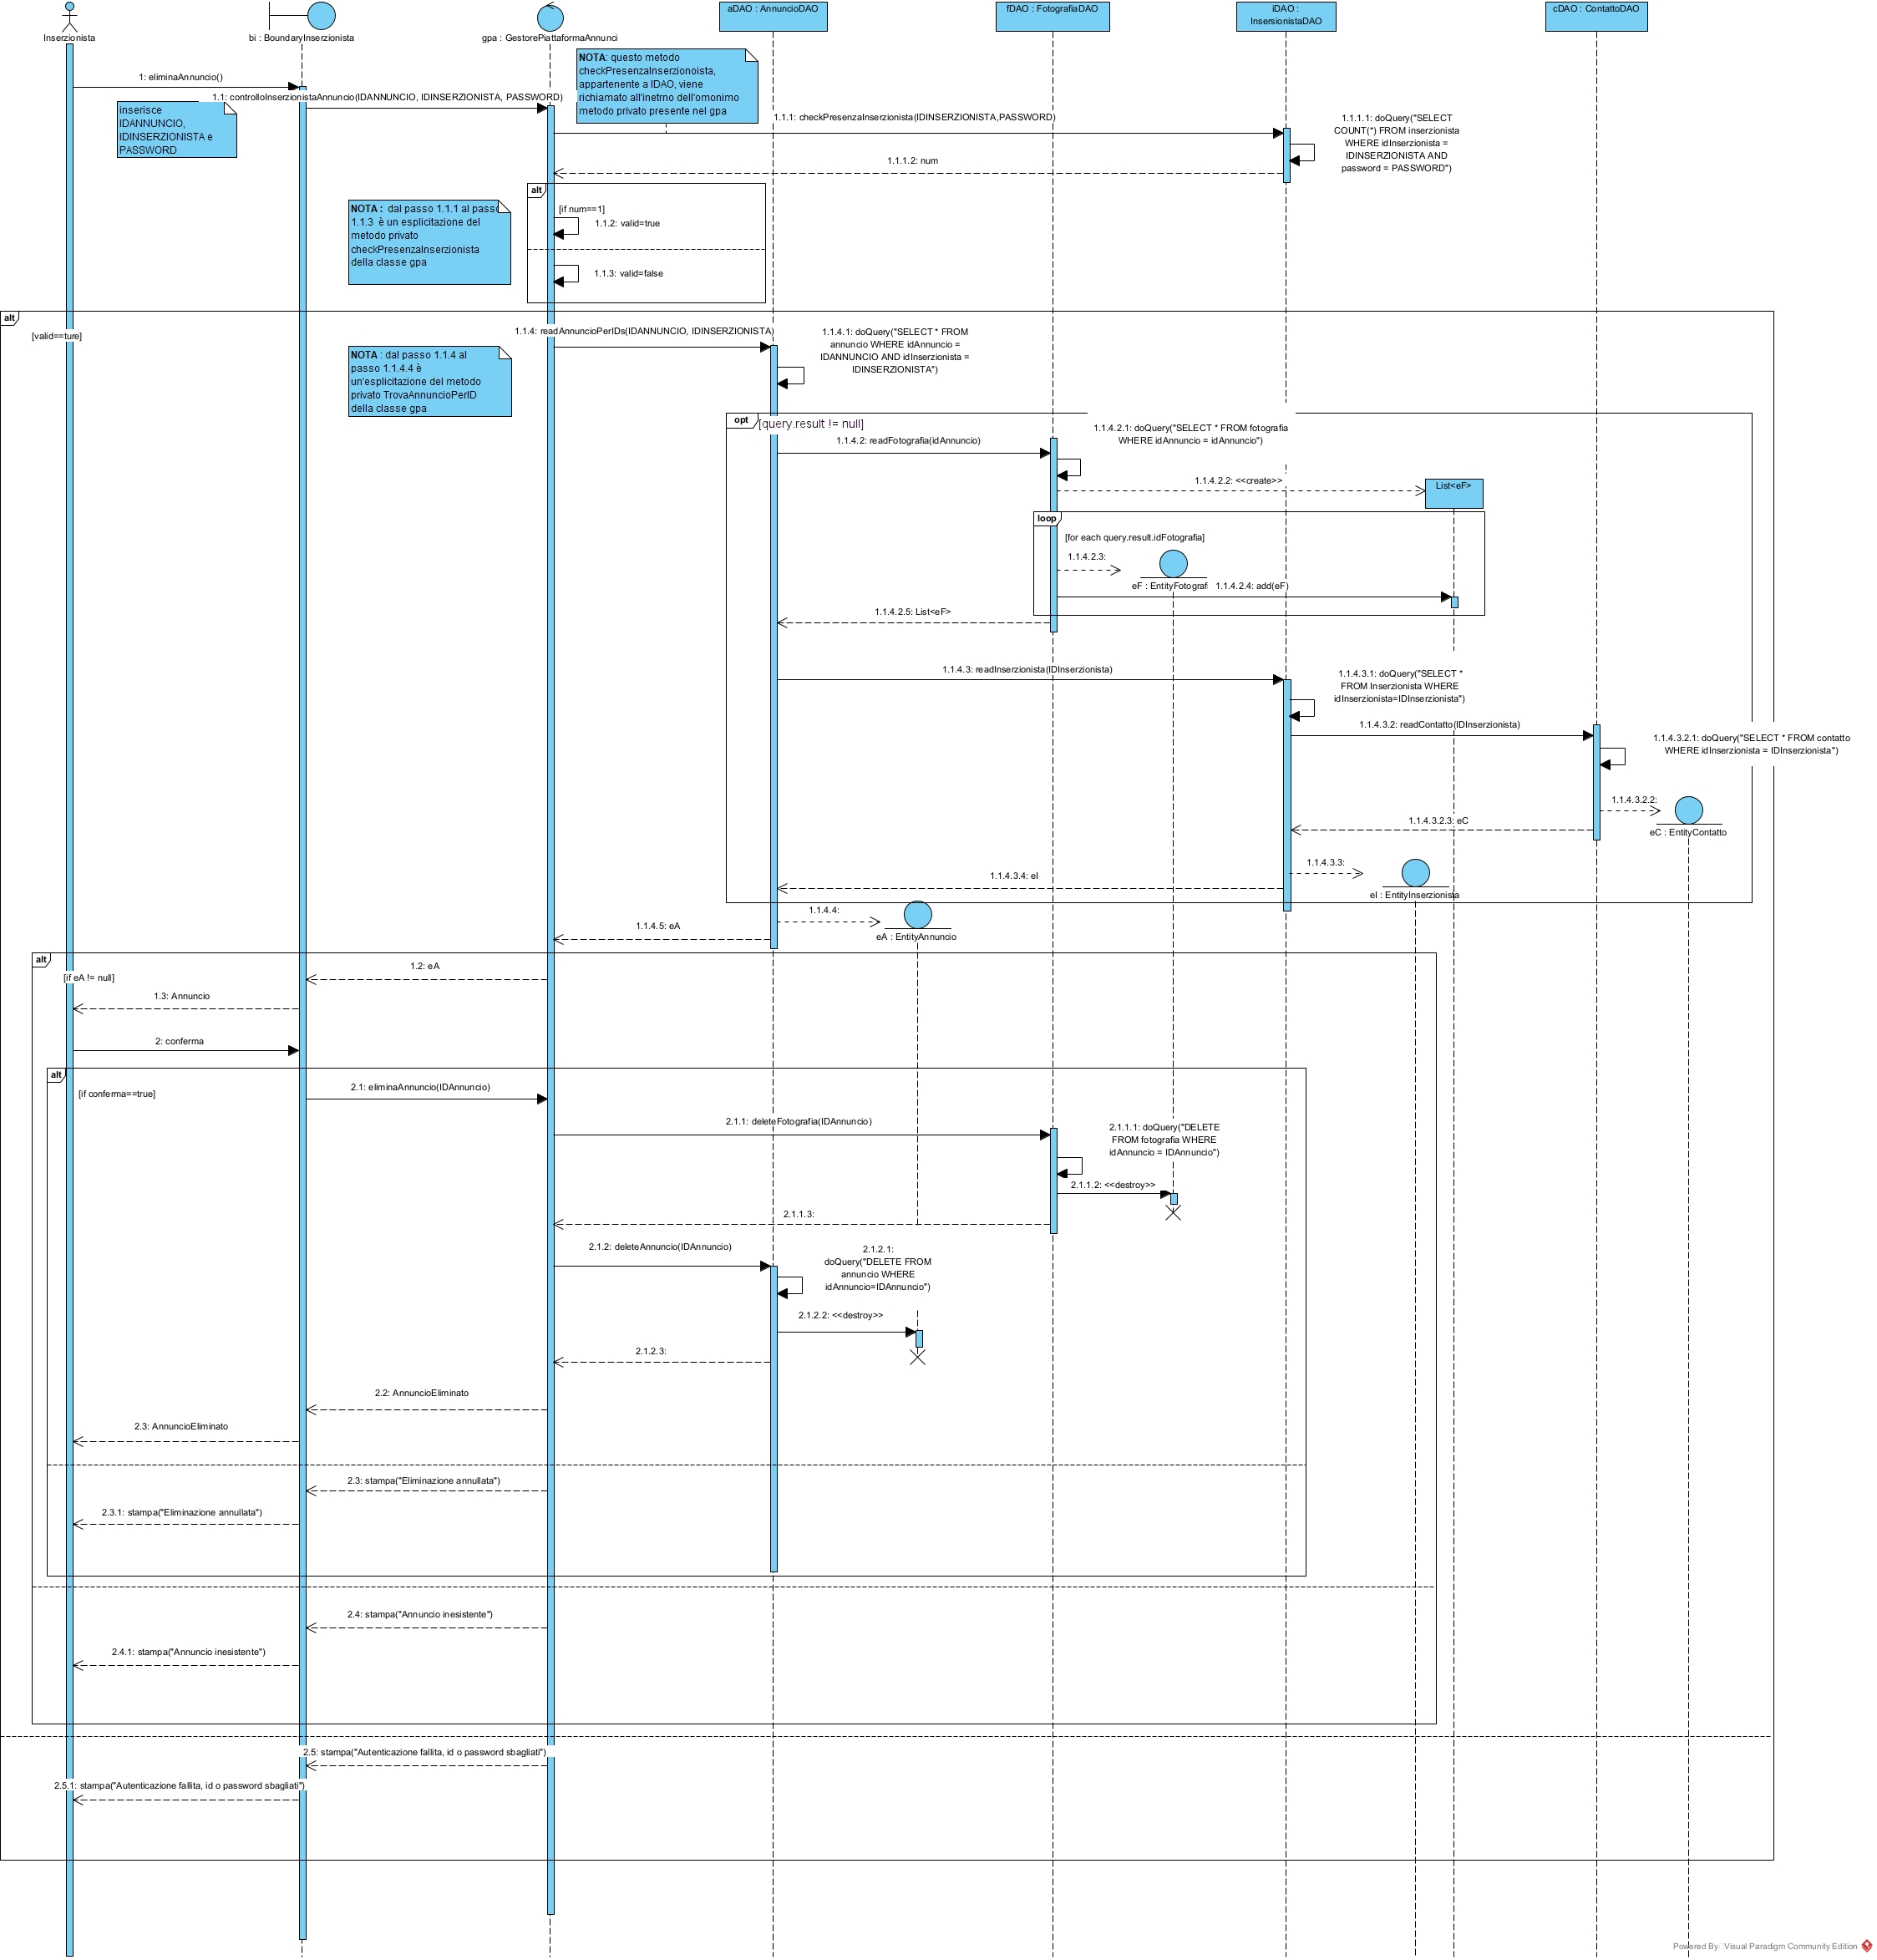 Inserzionista
bi : BoundaryInserzionista
gpa : GestorePiattaformaAnnunci
aDAO : AnnuncioDAO
fDAO : FotografiaDAO
iDAO :
InsersionistaDAO
cDAO : ContattoDAO
NOTA: questo metodo
checkPresenzaInserzionoista,
appartenente a IDAO, viene
richiamato all'inetrno dell'omonimo
metodo privato presente nel gpa
1: eliminaAnnuncio()
inserisce
IDANNUNCIO,
IDINSERZIONISTA e
PASSWORD
1.1: controlloInserzionistaAnnuncio(IDANNUNCIO, IDINSERZIONISTA, PASSWORD)
1.1.1: checkPresenzaInserzionista(IDINSERZIONISTA,PASSWORD)
1.1.1.1: doQuery("SELECT
COUNT(*) FROM inserzionista
WHERE idInserzionista =
IDINSERZIONISTA AND
password = PASSWORD")
1.1.1.2: num
alt
[if num==1]
1.1.2: valid=true
1.1.3: valid=false
NOTA : dal passo 1.1.1 al passo
1.1.3 è un esplicitazione del
metodo privato
checkPresenzaInserzionista
della classe gpa
alt
[valid==ture]
1.1.4: readAnnuncioPerIDs(IDANNUNCIO, IDINSERZIONISTA)
1.1.4.1: doQuery("SELECT * FROM
annuncio WHERE idAnnuncio =
IDANNUNCIO AND idInserzionista =
IDINSERZIONISTA")
NOTA : dal passo 1.1.4 al
passo 1.1.4.4 è
un'esplicitazione del metodo
privato TrovaAnnuncioPerID
della classe gpa
opt
[query.result != null]
1.1.4.2: readFotografia(idAnnuncio)
1.1.4.2.1: doQuery("SELECT * FROM fotografia
WHERE idAnnuncio = idAnnuncio")
1.1.4.2.2: <<create>>
List<eF>
loop
[for each query.result.idFotografia]
1.1.4.2.3:
eF : EntityFotograf
1.1.4.2.4: add(eF)
1.1.4.2.5: List<eF>
1.1.4.3: readInserzionista(IDInserzionista)
1.1.4.3.1: doQuery("SELECT *
FROM Inserzionista WHERE
idInserzionista=IDInserzionista")
1.1.4.3.2: readContatto(IDInserzionista)
1.1.4.3.2.1: doQuery("SELECT * FROM contatto
WHERE idInserzionista = IDInserzionista")
1.1.4.3.2.2:
eC : EntityContatto
1.1.4.3.2.3: eC
1.1.4.3.3:
eI : EntityInserzionista
1.1.4.3.4: eI
1.1.4.4:
eA : EntityAnnuncio
1.1.4.5: eA
alt
[if eA != null]
1.2: eA
1.3: Annuncio
2: conferma
alt
[if conferma==true]
2.1: eliminaAnnuncio(IDAnnuncio)
2.1.1: deleteFotografia(IDAnnuncio)
2.1.1.1: doQuery("DELETE
FROM fotografia WHERE
idAnnuncio = IDAnnuncio")
2.1.1.2: <<destroy>>
2.1.1.3:
2.1.2: deleteAnnuncio(IDAnnuncio)
2.1.2.1:
doQuery("DELETE FROM
annuncio WHERE
idAnnuncio=IDAnnuncio")
2.1.2.2: <<destroy>>
2.1.2.3:
2.2: AnnuncioEliminato
2.3: AnnuncioEliminato
2.3: stampa("Eliminazione annullata")
2.3.1: stampa("Eliminazione annullata")
2.4: stampa("Annuncio inesistente")
2.4.1: stampa("Annuncio inesistente")
2.5: stampa("Autenticazione fallita, id o password sbagliati")
2.5.1: stampa("Autenticazione fallita, id o password sbagliati")
Powered By Visual Paradigm Community Edition